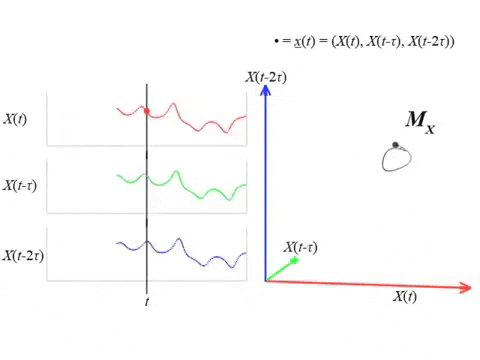 • = x(t) = (X(t), X(t-τ), X(t-2τ))
X(t)
X(t-τ)
X(t-2τ)
t
X(t-2τ)
M_X
X(t-τ)
X(t)